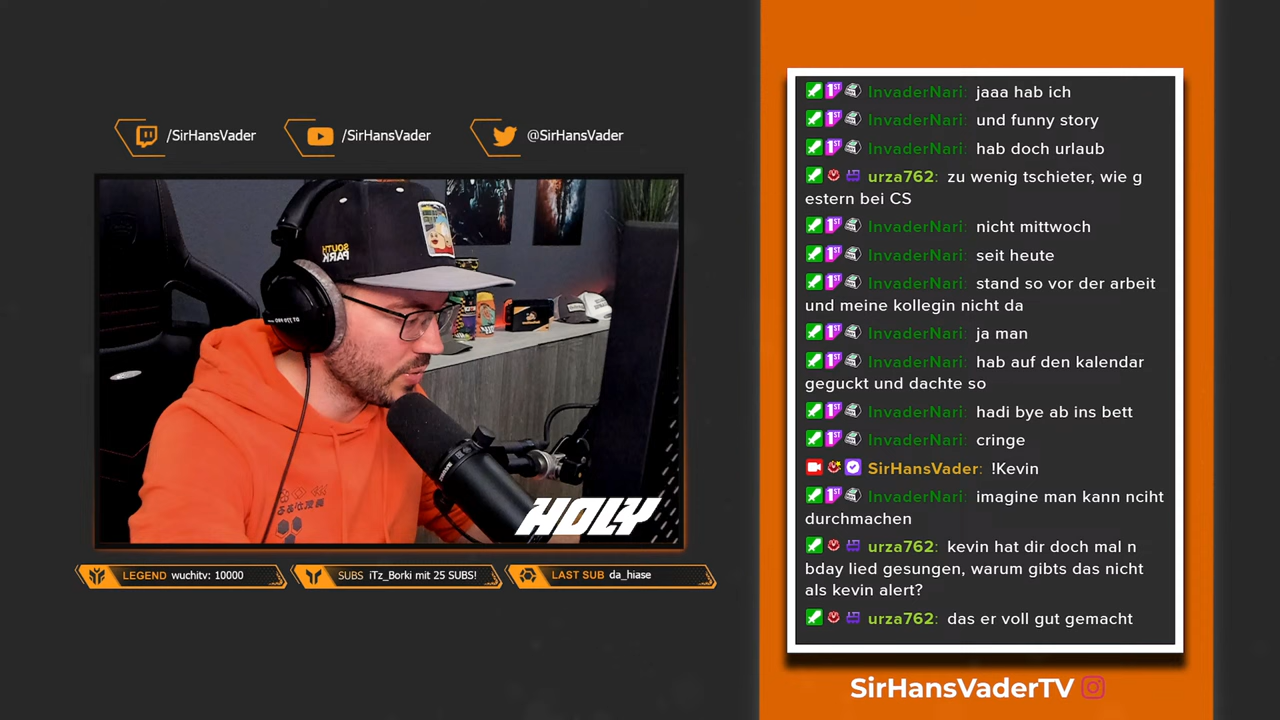 /SirHansVader
/SirHansVader
@SirHansVader
SOUTH
PARK
DT 770 PRO
HOLY
LEGEND wuchitv: 10000
SUBS iTz_Borki mit 25 SUBS!
LAST SUB da_hiase
InvaderNari: jaaa hab ich
InvaderNari: und funny story
InvaderNari: hab doch urlaub
urza762: zu wenig tschieter, wie g
estern bei CS
InvaderNari: nicht mittwoch
InvaderNari: seit heute
InvaderNari: stand so vor der arbeit
und meine kollegin nicht da
InvaderNari: ja man
InvaderNari: hab auf den kalendar
geguckt und dachte so
InvaderNari: hadi bye ab ins bett
InvaderNari: cringe
SirHansVader: !Kevin
InvaderNari: imagine man kann nciht
durchmachen
urza762: kevin hat dir doch mal n
bday lied gesungen, warum gibts das nicht
als kevin alert?
urza762: das er voll gut gemacht
SirHansVaderTV